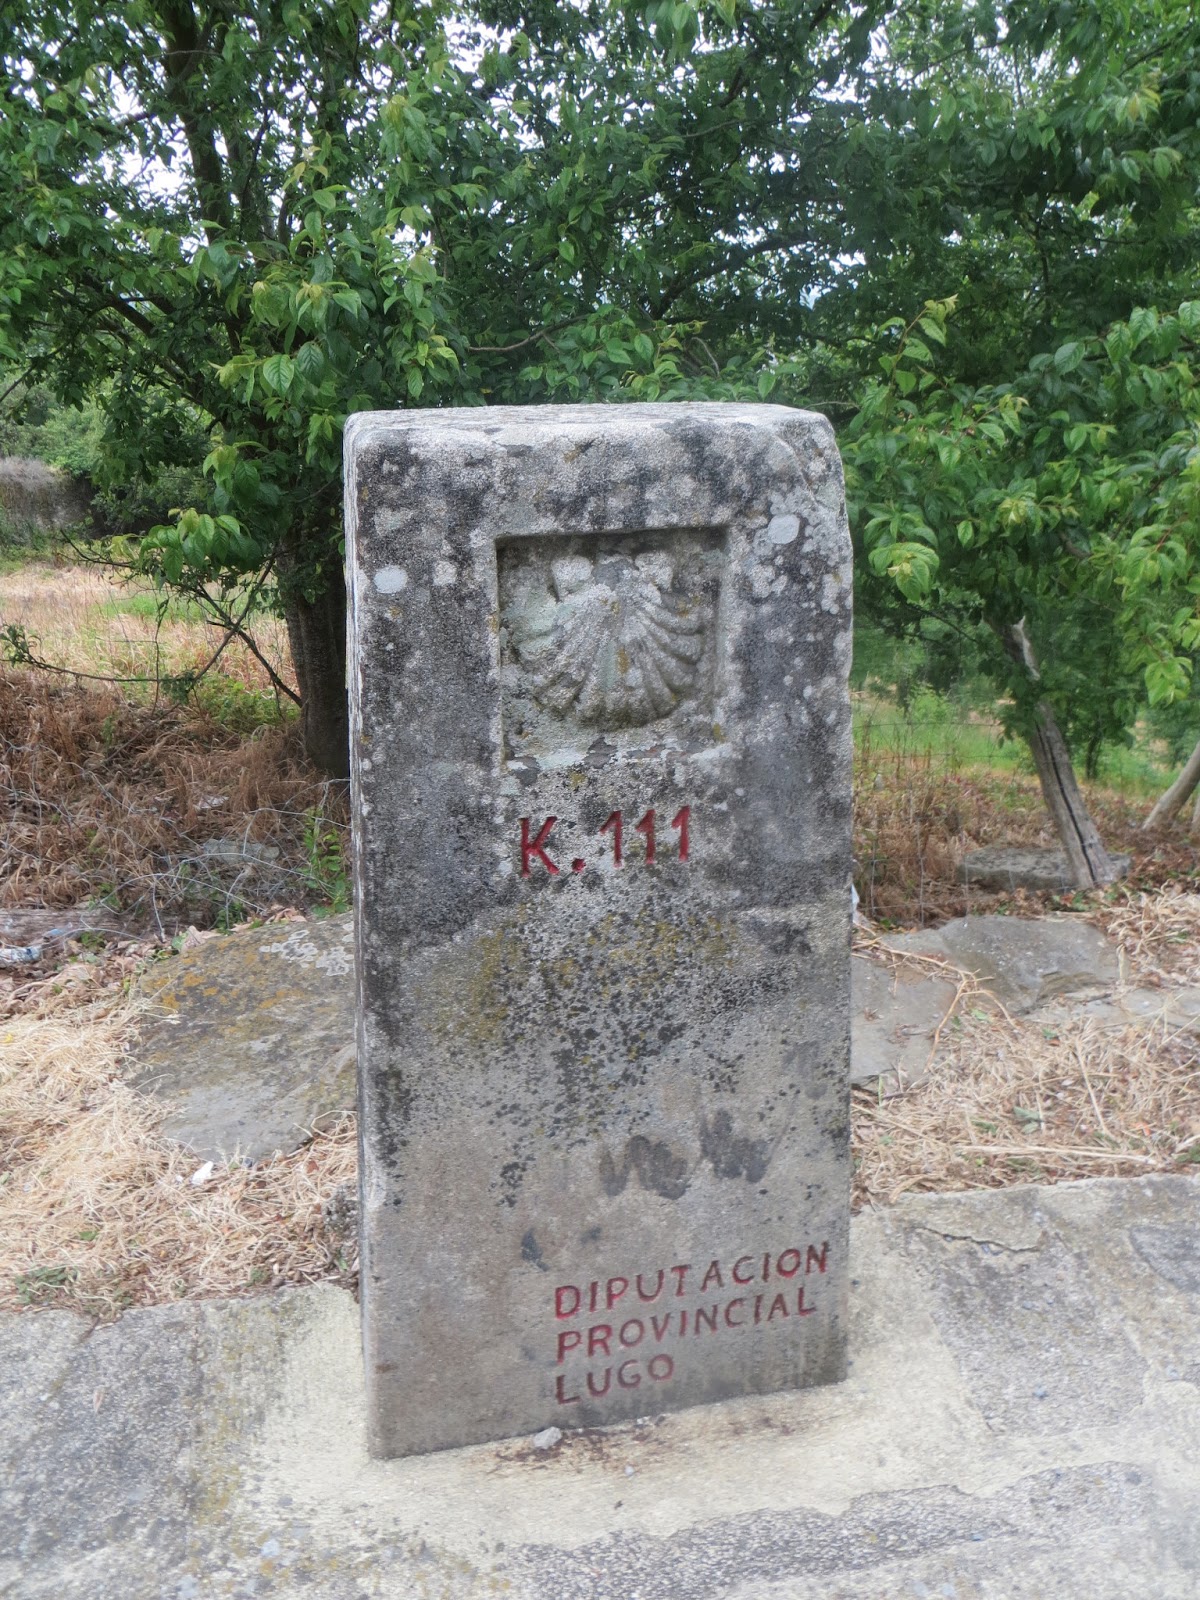 K. 111
DIPUTACION
PROVINCIAL
LUGO